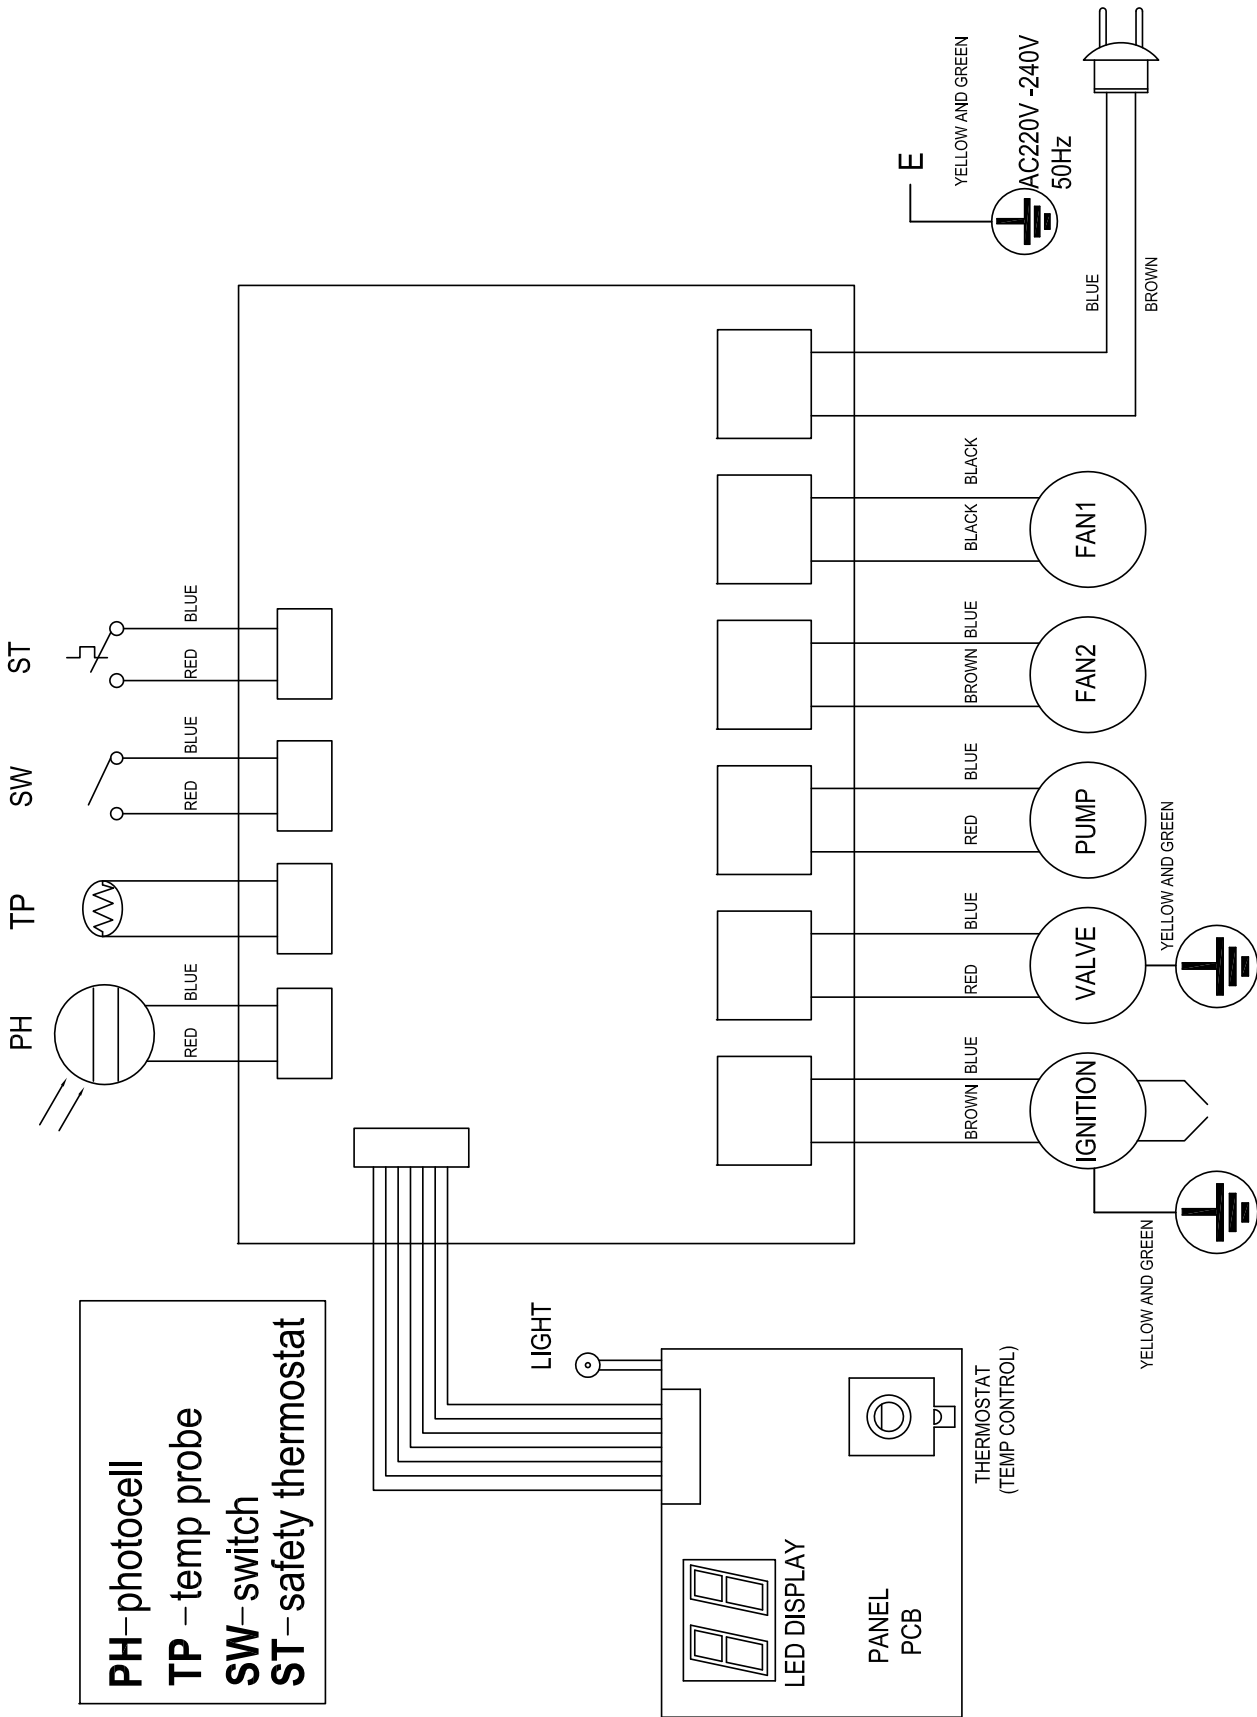 PH-photocell
TP-temp probe
SW-switch
ST-safety thermostat
PH
TP
SW
ST
RED
BLUE
RED
BLUE
RED
BLUE
LIGHT
LED DISPLAY
PANEL
PCB
THERMOSTAT
(TEMP CONTROL)
BROWN
BLUE
RED
BLUE
RED
BLUE
BROWN
BLUE
BLACK
BLACK
IGNITION
VALVE
PUMP
FAN2
FAN1
YELLOW AND GREEN
YELLOW AND GREEN
BLUE
BROWN
E
YELLOW AND GREEN
AC220V -240V
50Hz